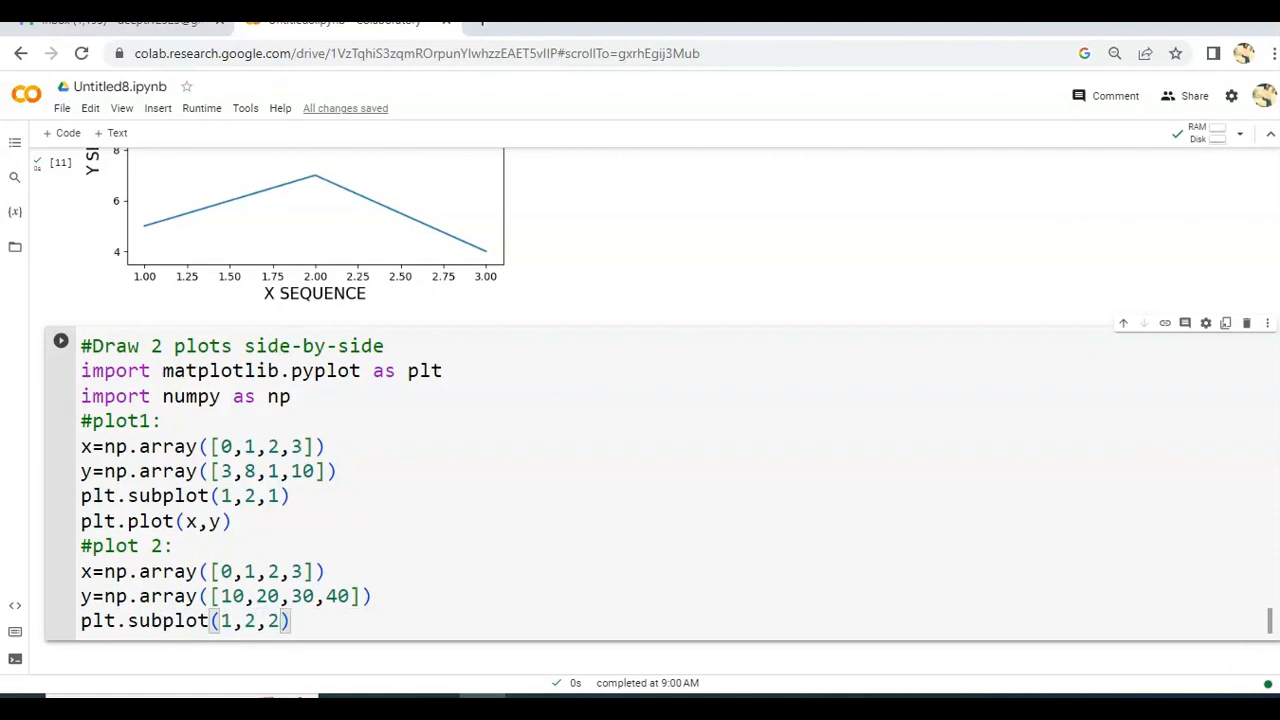 colab.research.google.com/drive/1VzTqhiS3zqmROrpunYlwhzzEAET5vIIP#scrollTo=gxrhEgij3Mub
Untitled8.ipynb
File Edit View Insert Runtime Tools Help All changes saved
Comment Share
+ Code + Text
RAM
Disk
[11]
0s
8
6
4
1.00 1.25 1.50 1.75 2.00 2.25 2.50 2.75 3.00
X SEQUENCE
#Draw 2 plots side-by-side
import matplotlib.pyplot as plt
import numpy as np
#plot1:
x=np.array([0,1,2,3])
y=np.array([3,8,1,10])
plt.subplot(1,2,1)
plt.plot(x,y)
#plot 2:
x=np.array([0,1,2,3])
y=np.array([10,20,30,40])
plt.subplot(1,2,2)
0s completed at 9:00 AM